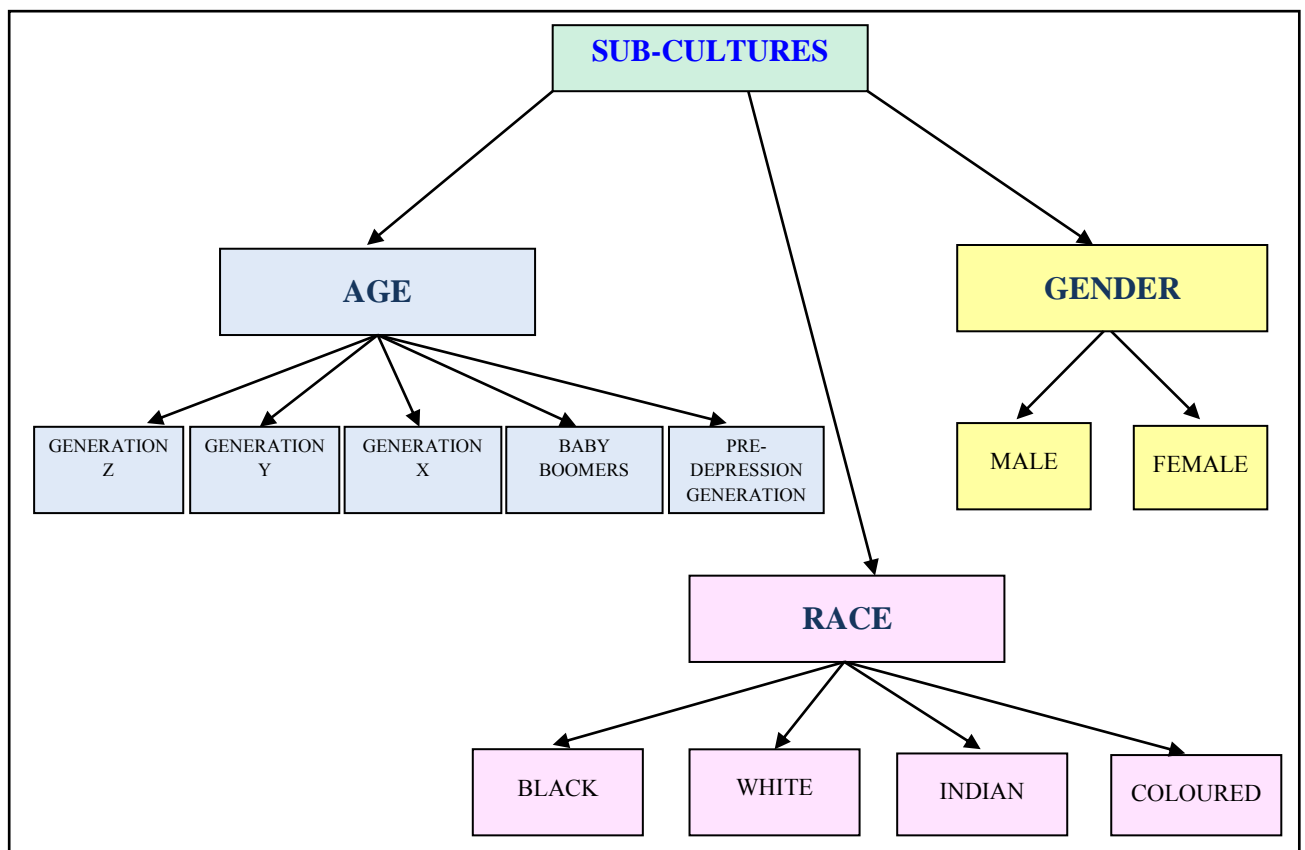 SUB-CULTURES
AGE
GENDER
GENERATION
Z
GENERATION
Y
GENERATION
X
BABY
BOOMERS
PRE-
DEPRESSION
GENERATION
MALE
FEMALE
RACE
BLACK
WHITE
INDIAN
COLOURED